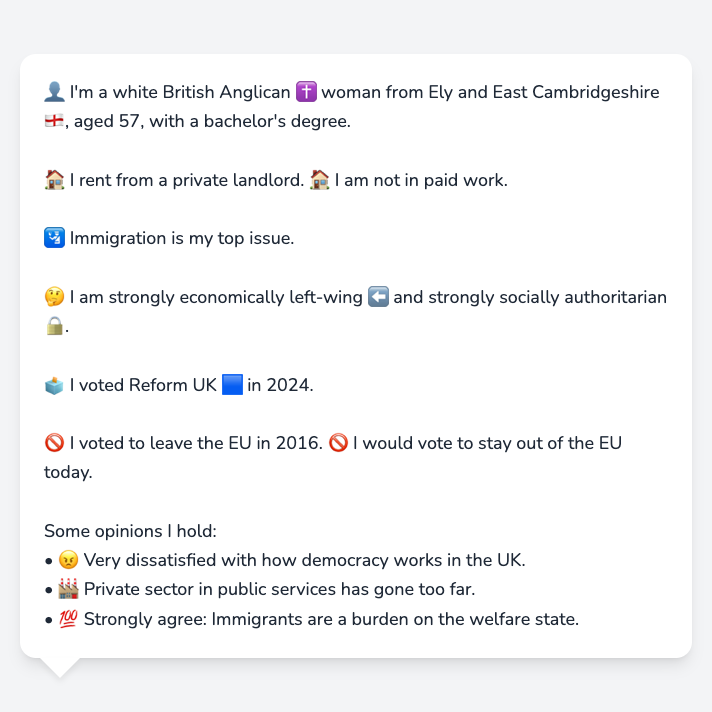 👤 I'm a white British Anglican ✝️ woman from Ely and East Cambridgeshire
🏴󠁧󠁢󠁥󠁮󠁧󠁿, aged 57, with a bachelor's degree.
🏠 I rent from a private landlord. 🏠 I am not in paid work.
🛂 Immigration is my top issue.
🤔 I am strongly economically left-wing ⬅️ and strongly socially authoritarian
🔒.
🗳️ I voted Reform UK 🟦 in 2024.
🚫 I voted to leave the EU in 2016. 🚫 I would vote to stay out of the EU
today.
Some opinions I hold:
• 😠 Very dissatisfied with how democracy works in the UK.
• 🏭 Private sector in public services has gone too far.
• 💯 Strongly agree: Immigrants are a burden on the welfare state.